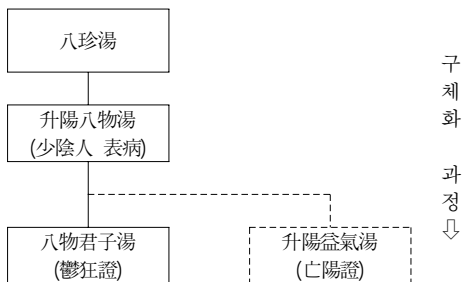 八珍湯
升陽八物湯
(少陰人 表病)
八物君子湯
(鬱狂證)
升陽益氣湯
(亡陽證)
구
체
화
과
정
⇩